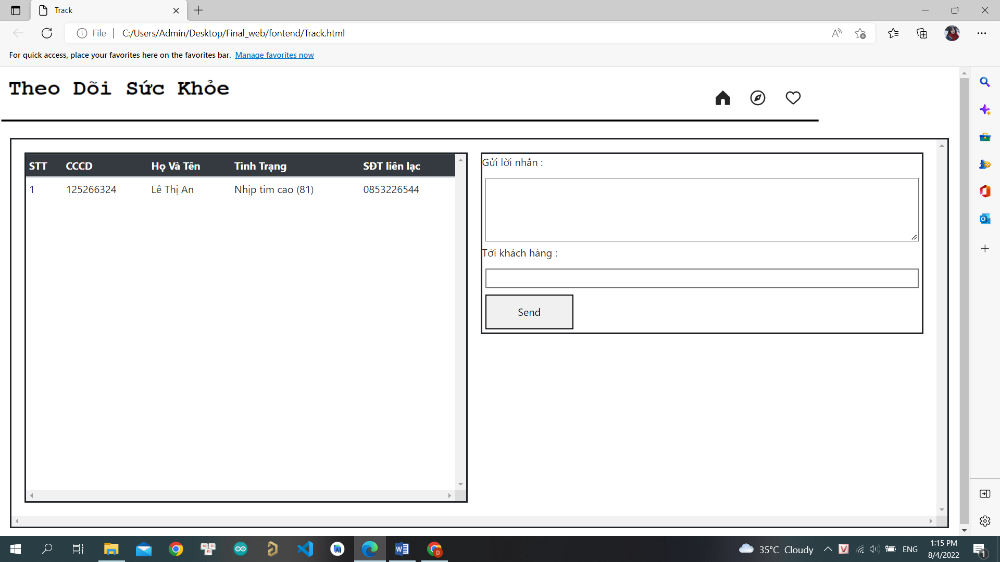 Track
File
C:/Users/Admin/Desktop/Final_web/fontend/Track.html
For quick access, place your favorites here on the favorites bar. Manage favorites now
Theo Dõi Sức Khỏe
STT CCCD Họ Và Tên Tình Trạng SĐT liên lạc
1 125266324 Lê Thị An Nhịp tim cao (81) 0853226544
Gửi lời nhắn :
Tới khách hàng :
Send
35°C Cloudy
ENG
1:15 PM
8/4/2022
1